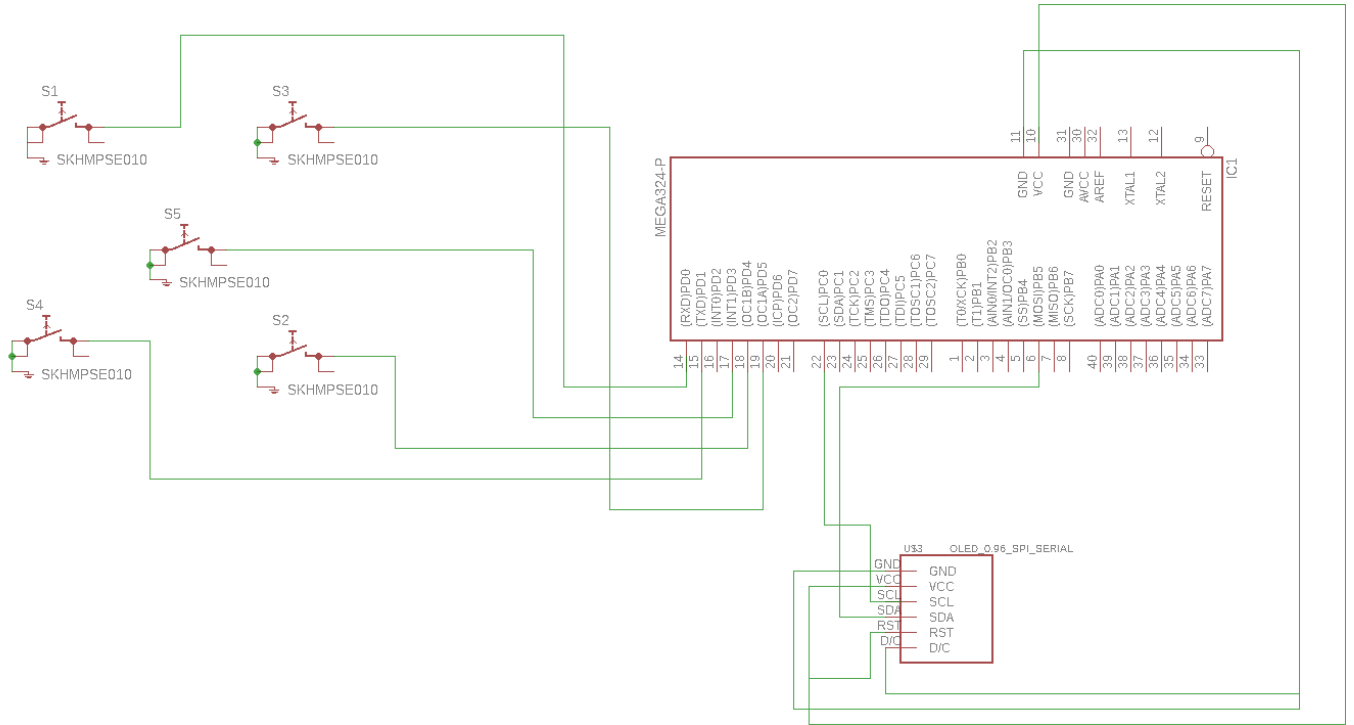 S1
SKHMPSE010
S3
SKHMPSE010
S5
SKHMPSE010
S4
SKHMPSE010
S2
SKHMPSE010
MEGA324-P
IC1
11
10
31
30
32
13
12
9
GND
VCC
GND
AVCC
AREF
XTAL1
XTAL2
RESET
(RXD)PD0
(TXD)PD1
(INT0)PD2
(INT1)PD3
(OC1B)PD4
(OC1A)PD5
(ICP)PD6
(OC2)PD7
(SCL)PC0
(SDA)PC1
(TCK)PC2
(TMS)PC3
(TDO)PC4
(TDI)PC5
(TOSC1)PC6
(TOSC2)PC7
(T0/XCK)PB0
(T1)PB1
(AIN0/INT2)PB2
(AIN1/OC0)PB3
(SS)PB4
(MOSI)PB5
(MISO)PB6
(SCK)PB7
(ADC0)PA0
(ADC1)PA1
(ADC2)PA2
(ADC3)PA3
(ADC4)PA4
(ADC5)PA5
(ADC6)PA6
(ADC7)PA7
14
15
16
17
18
19
20
21
22
23
24
25
26
27
28
29
1
2
3
4
5
6
7
8
40
39
38
37
36
35
34
33
U$3
OLED_0.96_SPI_SERIAL
GND GND
VCC VCC
SCL SCL
SDA SDA
RST RST
D/C D/C